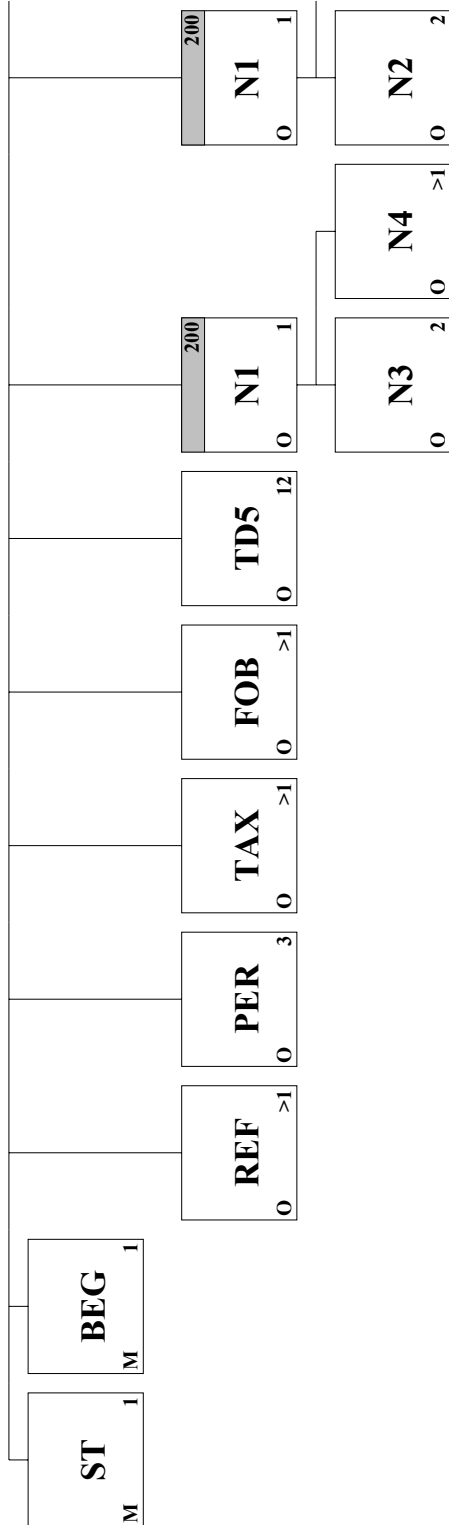 ST
M 1
BEG
M 1
REF
O >1
PER
O 3
TAX
O >1
FOB
O >1
TD5
O 12
200
N1
O 1
N3
O 2
N4
O >1
200
N1
O 1
N2
O 2